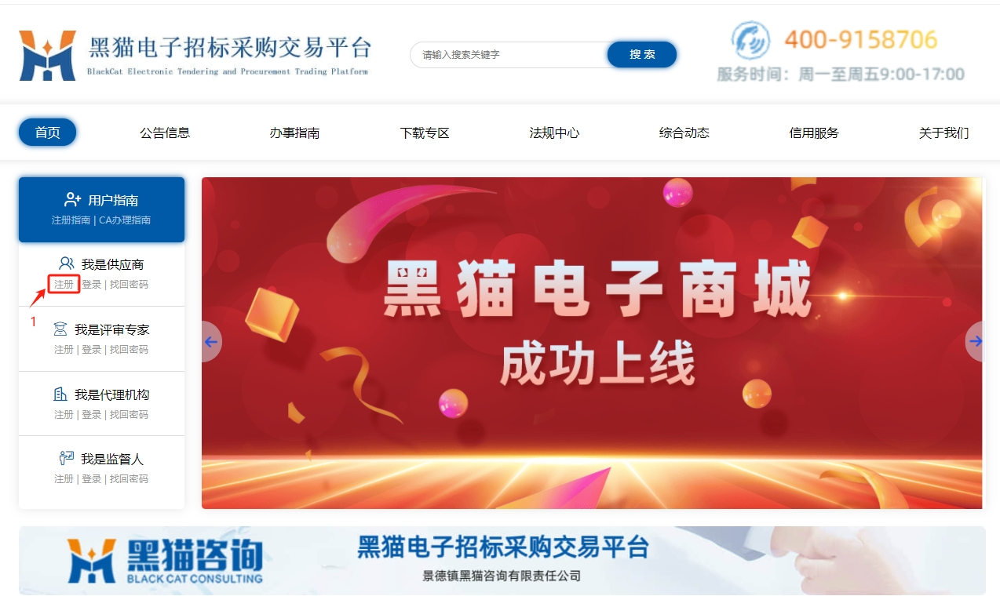 黑猫电子招标采购交易平台
BlackCat Electronic Tendering and Procurement Trading Platform
请输入搜索关键字
搜 索
400-9158706
服务时间：周一至周五9:00-17:00
首页 公告信息 办事指南 下载专区 法规中心 综合动态 信用服务 关于我们
用户指南
注册指南 | CA办理指南
我是供应商
注册 | 登录 | 找回密码
1
我是评审专家
注册 | 登录 | 找回密码
我是代理机构
注册 | 登录 | 找回密码
我是监督人
注册 | 登录 | 找回密码
黑猫电子商城
成功上线
黑猫咨询
BLACK CAT CONSULTING
黑猫电子招标采购交易平台
景德镇黑猫咨询有限责任公司